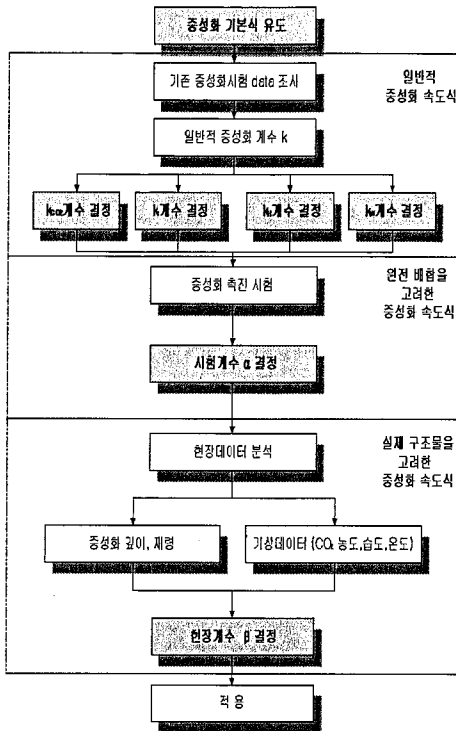 중성화 기본식 유도
기존 중성화시험 data 조사
일반적
중성화 속도식
일반적 중성화 계수 k
계수 결정
계수 결정
계수 결정
계수 결정
중성화 촉진 시험
원전 배합을
고려한
중성화 속도식
시험계수 α 결정
현장데이터 분석
실제 구조물을
고려한
중성화 속도식
중성화 깊이, 재령
기상데이터 (CO₂ 농도,습도,온도)
현장계수 β 결정
적 용